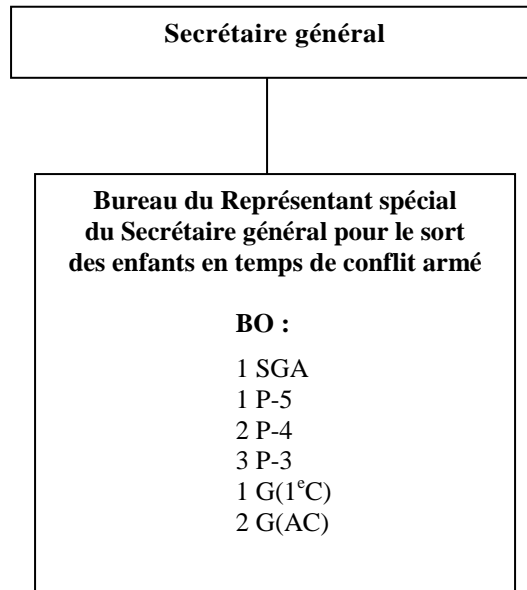 Secrétaire général
Bureau du Représentant spécial
du Secrétaire général pour le sort
des enfants en temps de conflit armé
BO :
1 SGA
1 P-5
2 P-4
3 P-3
1 G(1ᵉC)
2 G(AC)